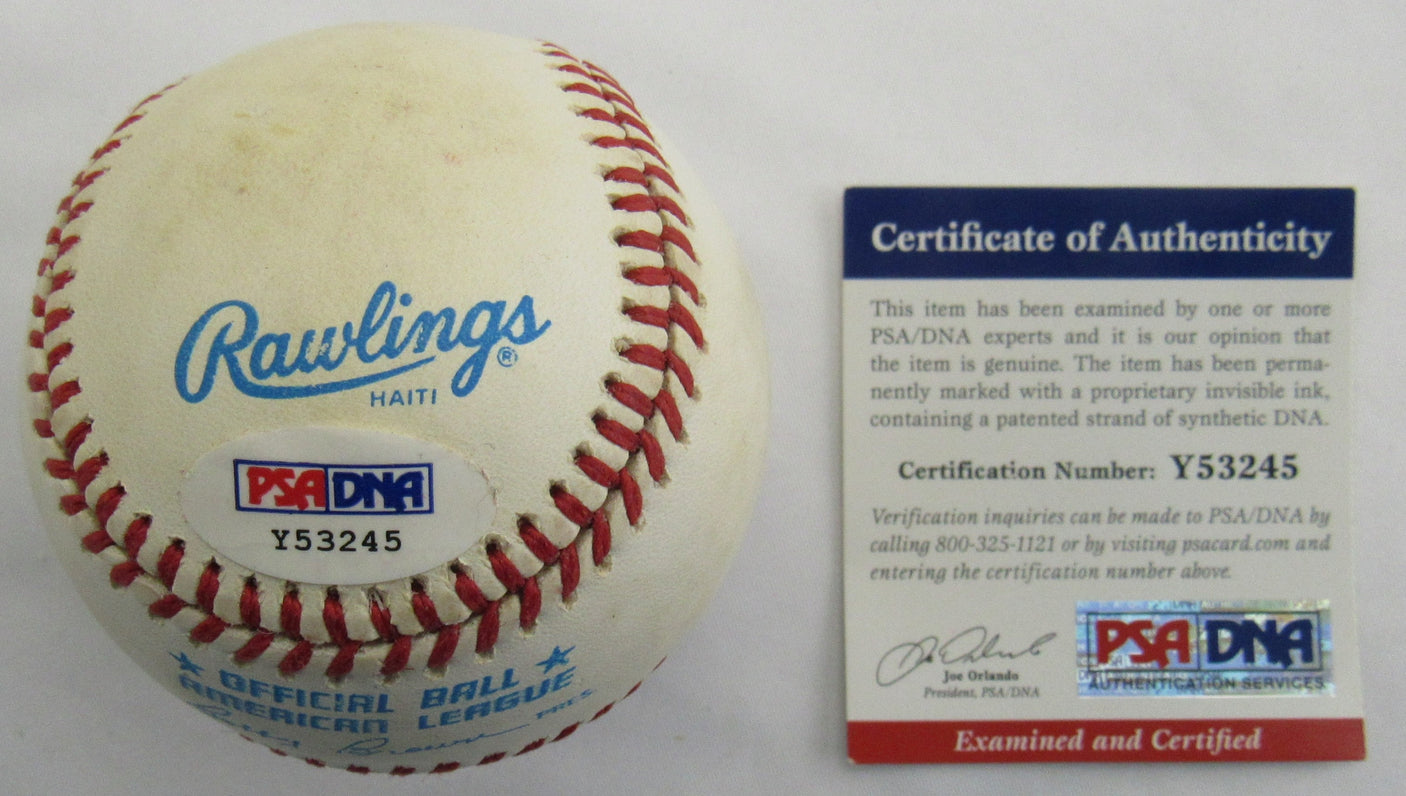 Rawlings®
HAITI
PSA DNA
Y53245
★ OFFICIAL BALL ★
AMERICAN LEAGUE
Brown PRES
Certificate of Authenticity
This item has been examined by one or more
PSA/DNA experts and it is our opinion that
the item is genuine. The item has been perma-
nently marked with a proprietary invisible ink,
containing a patented strand of synthetic DNA.
Certification Number: Y53245
Verification inquiries can be made to PSA/DNA by
calling 800-325-1121 or by visiting psacard.com and
entering the certification number above.
Joe Orlando
President, PSA/DNA
PSA DNA
AUTHENTICATION SERVICES
Examined and Certified